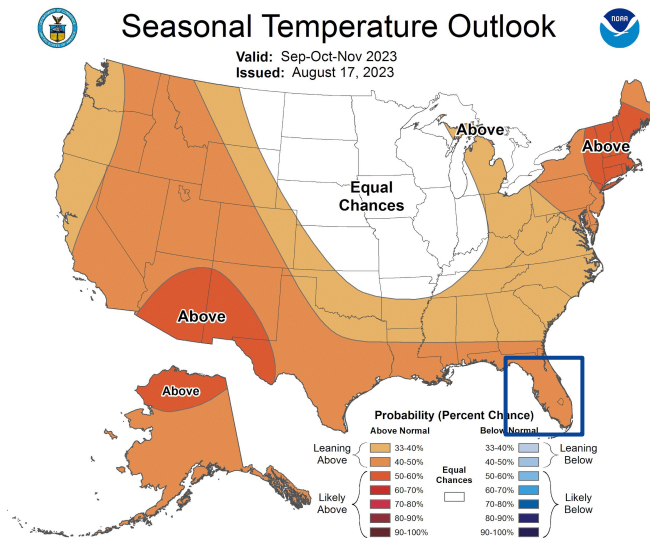 Seasonal Temperature Outlook
NOAA
Valid: Sep-Oct-Nov 2023
Issued: August 17, 2023
Above
Above
Equal
Chances
Above
Above
Probability (Percent Chance)
Above Normal
Below Normal
Leaning
Above
33-40%
40-50%
Likely
Above
50-60%
60-70%
70-80%
80-90%
90-100%
Equal
Chances
33-40%
40-50%
Leaning
Below
50-60%
60-70%
70-80%
80-90%
90-100%
Likely
Below